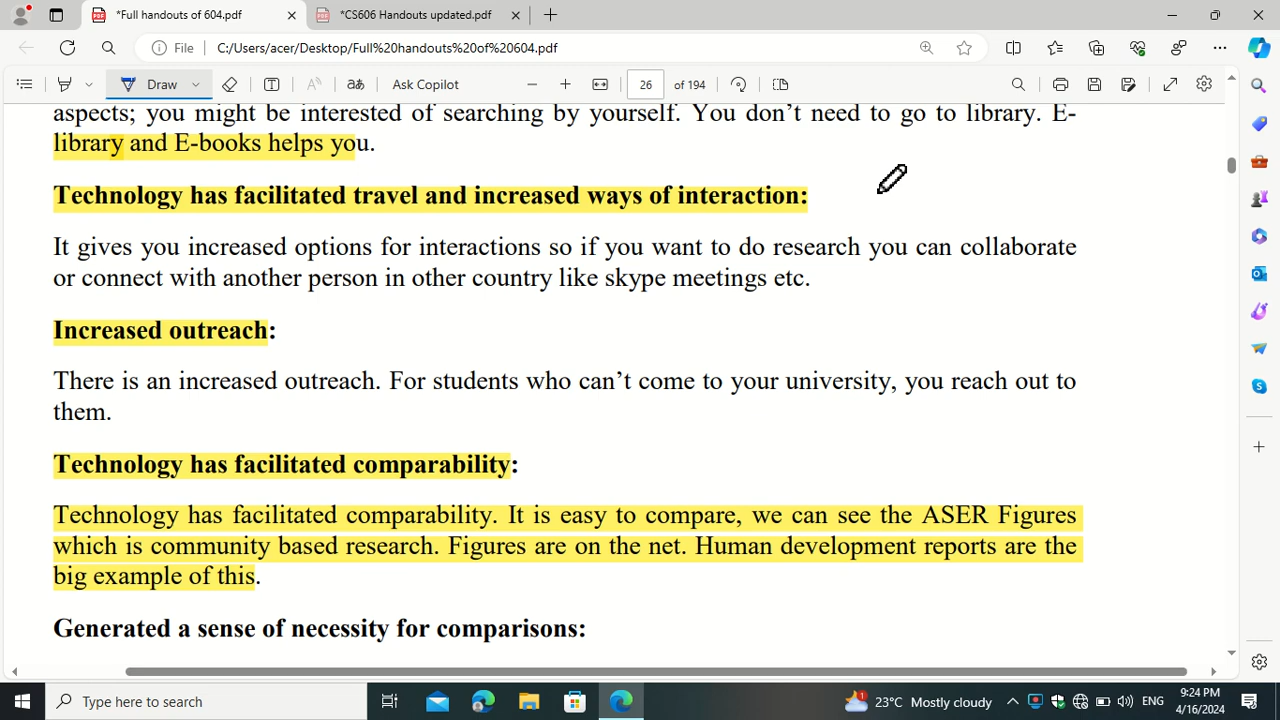 *Full handouts of 604.pdf
*CS606 Handouts updated.pdf
File
C:/Users/acer/Desktop/Full%20handouts%20of%20604.pdf
Draw
Ask Copilot
26
of 194
aspects; you might be interested of searching by yourself. You don’t need to go to library. E-
library and E-books helps you.
Technology has facilitated travel and increased ways of interaction:
It gives you increased options for interactions so if you want to do research you can collaborate
or connect with another person in other country like skype meetings etc.
Increased outreach:
There is an increased outreach. For students who can’t come to your university, you reach out to
them.
Technology has facilitated comparability:
Technology has facilitated comparability. It is easy to compare, we can see the ASER Figures
which is community based research. Figures are on the net. Human development reports are the
big example of this.
Generated a sense of necessity for comparisons:
Type here to search
1
23°C Mostly cloudy
ENG
9:24 PM
4/16/2024